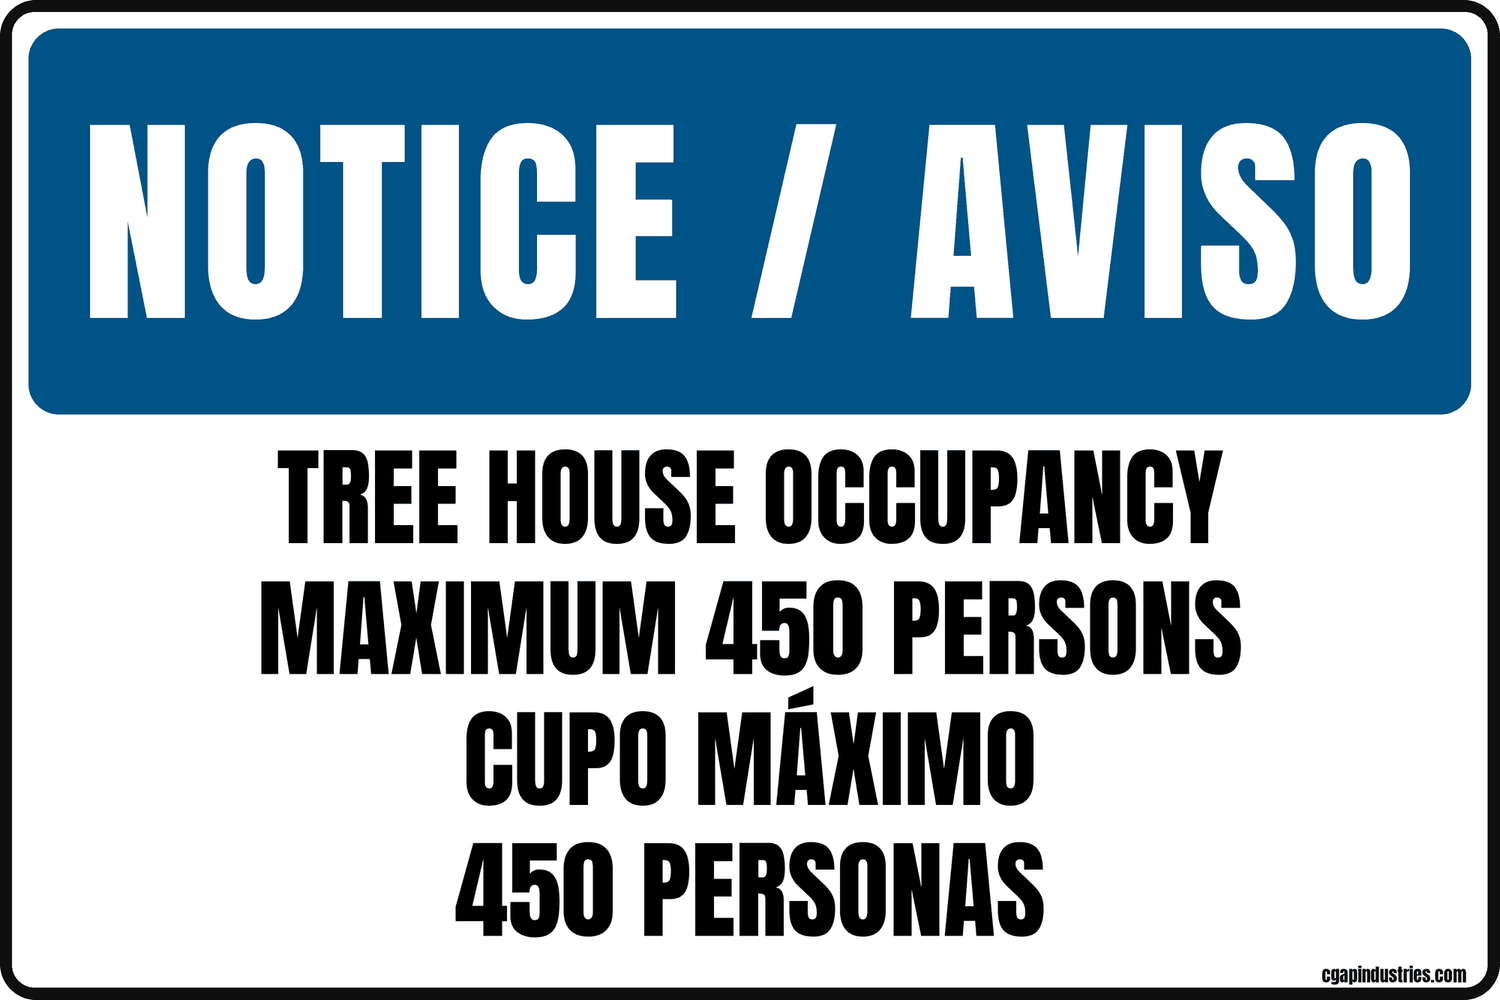 NOTICE / AVISO
TREE HOUSE OCCUPANCY
MAXIMUM 450 PERSONS
CUPO MÁXIMO
450 PERSONAS
cgapindustries.com